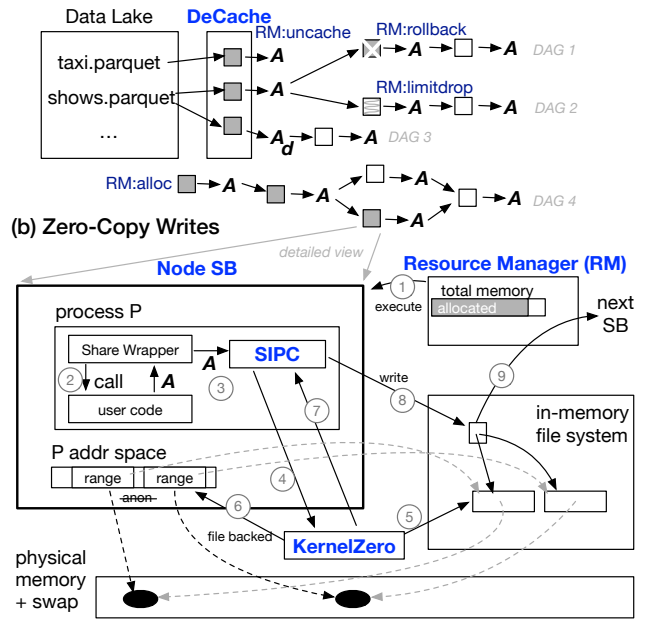 Data Lake
DeCache
RM:uncache
RM:rollback
taxi.parquet
A
A
A
DAG 1
shows.parquet
A
RM:limitdrop
A
A
DAG 2
...
A
d
A
DAG 3
RM:alloc
A
A
A
A
DAG 4
(b) Zero-Copy Writes
detailed view
Node SB
Resource Manager (RM)
1
execute
total memory
allocated
next
SB
process P
Share Wrapper
SIPC
A
2
call
A
3
user code
7
write
8
9
in-memory
file system
P addr space
range
range
anon
4
6
5
file backed
KernelZero
physical
memory
+ swap